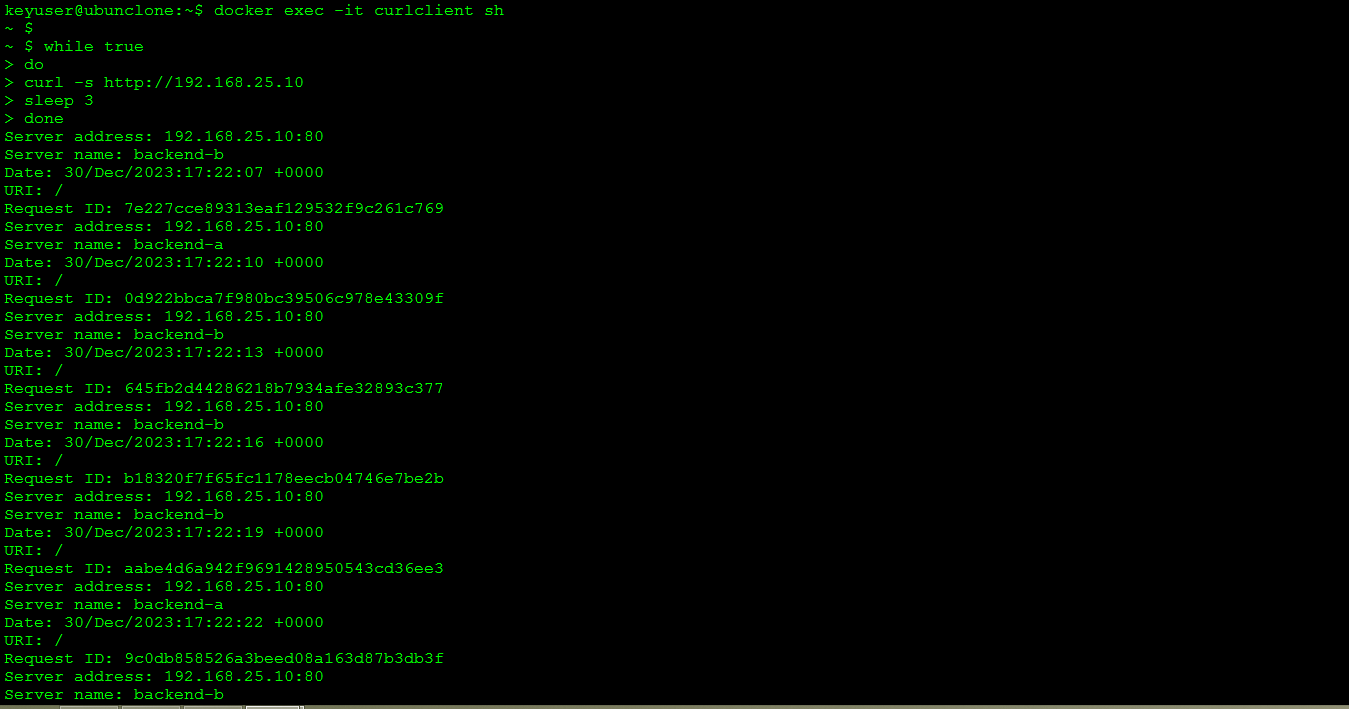 keyuser@ubunclone:~$ docker exec -it curlclient sh
~ $
~ $ while true
> do
> curl -s http://192.168.25.10
> sleep 3
> done
Server address: 192.168.25.10:80
Server name: backend-b
Date: 30/Dec/2023:17:22:07 +0000
URI: /
Request ID: 7e227cce89313eaf129532f9c261c769
Server address: 192.168.25.10:80
Server name: backend-a
Date: 30/Dec/2023:17:22:10 +0000
URI: /
Request ID: 0d922bbca7f980bc39506c978e43309f
Server address: 192.168.25.10:80
Server name: backend-b
Date: 30/Dec/2023:17:22:13 +0000
URI: /
Request ID: 645fb2d44286218b7934afe32893c377
Server address: 192.168.25.10:80
Server name: backend-b
Date: 30/Dec/2023:17:22:16 +0000
URI: /
Request ID: b18320f7f65fc1178eecb04746e7be2b
Server address: 192.168.25.10:80
Server name: backend-b
Date: 30/Dec/2023:17:22:19 +0000
URI: /
Request ID: aabe4d6a942f9691428950543cd36ee3
Server address: 192.168.25.10:80
Server name: backend-a
Date: 30/Dec/2023:17:22:22 +0000
URI: /
Request ID: 9c0db858526a3beed08a163d87b3db3f
Server address: 192.168.25.10:80
Server name: backend-b